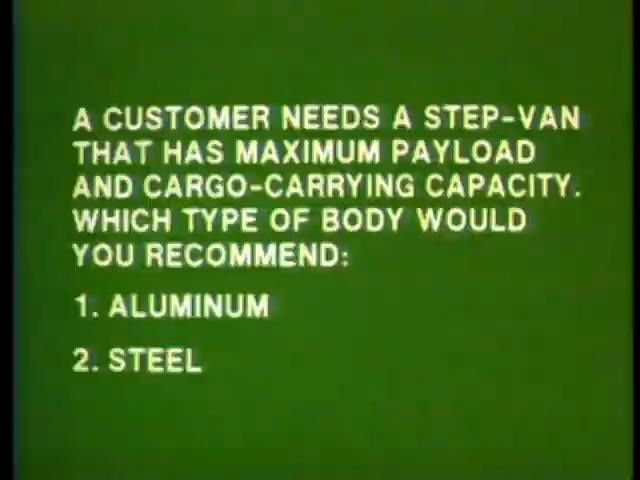 A CUSTOMER NEEDS A STEP-VAN
THAT HAS MAXIMUM PAYLOAD
AND CARGO-CARRYING CAPACITY.
WHICH TYPE OF BODY WOULD
YOU RECOMMEND:
1. ALUMINUM
2. STEEL